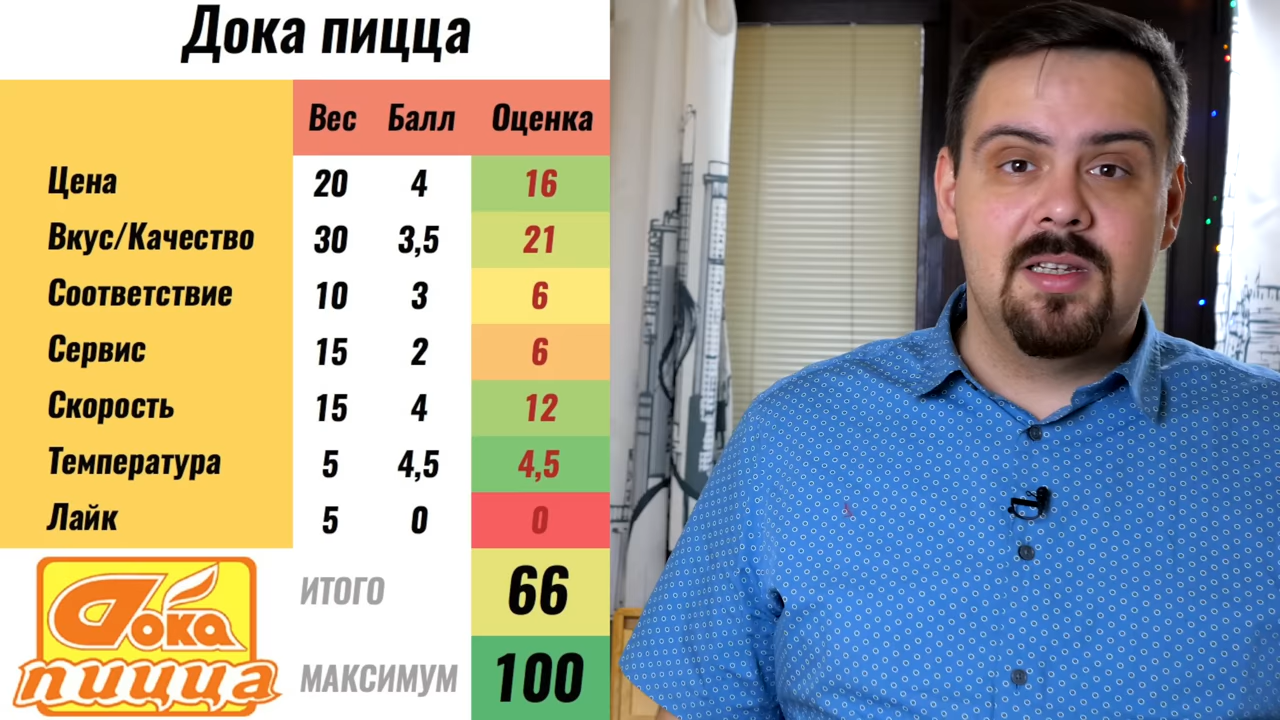 Дока пицца
Вес Балл Оценка
Цена 20 4 16
Вкус/Качество 30 3,5 21
Соответствие 10 3 6
Сервис 15 2 6
Скорость 15 4 12
Температура 5 4,5 4,5
Лайк 5 0 0
ИТОГО 66
МАКСИМУМ 100
Дока
пицца